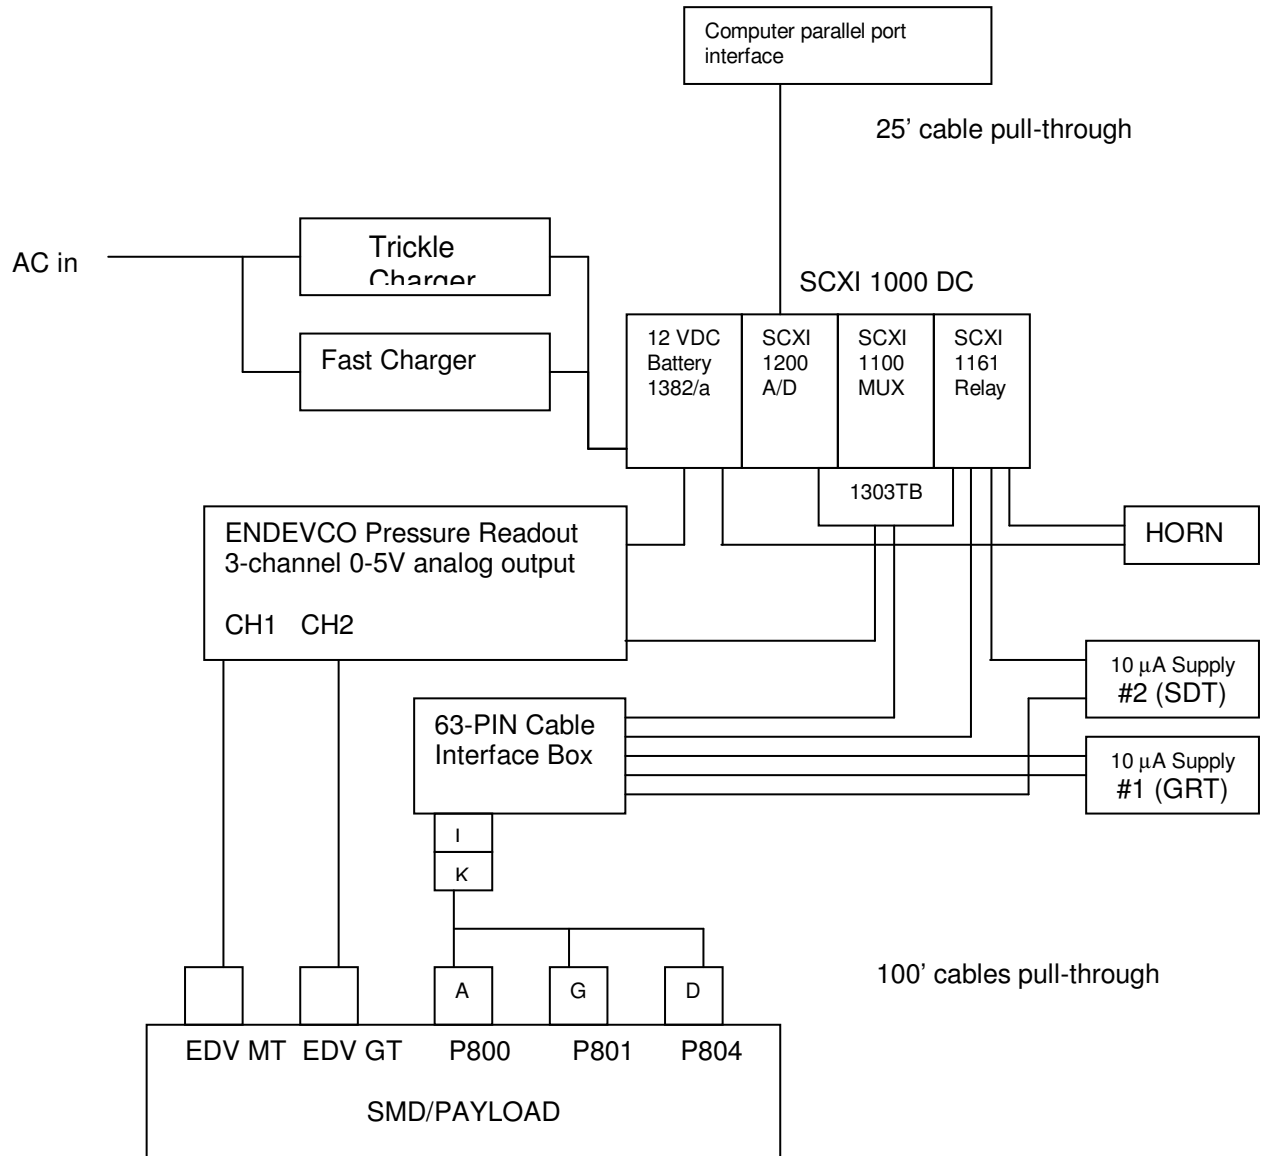 Computer parallel port
interface
25' cable pull-through
AC in
Trickle
Charger
Fast Charger
SCXI 1000 DC
12 VDC
Battery
1382/a
SCXI
1200
A/D
SCXI
1100
MUX
SCXI
1161
Relay
1303TB
ENDEVCO Pressure Readout
3-channel 0-5V analog output
CH1 CH2
HORN
10 µA Supply
#2 (SDT)
63-PIN Cable
Interface Box
10 µA Supply
#1 (GRT)
I
K
A
G
D
100' cables pull-through
EDV MT EDV GT P800 P801 P804
SMD/PAYLOAD